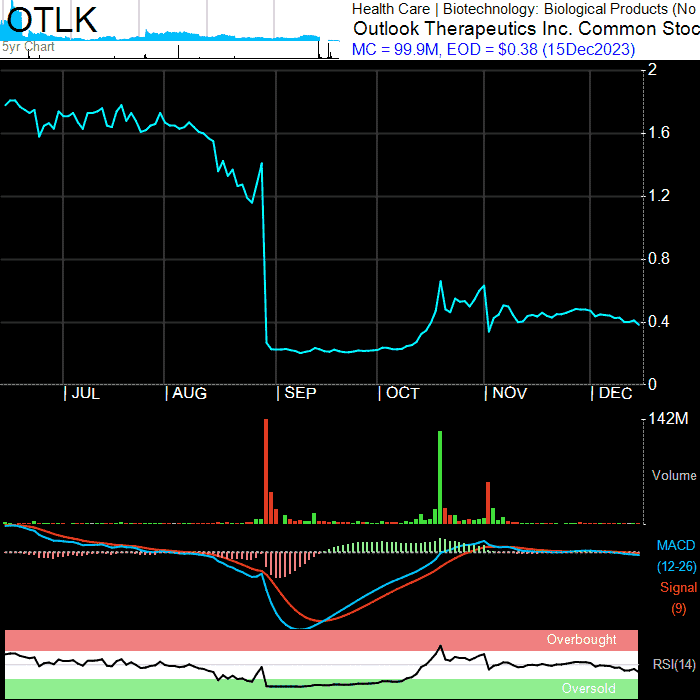 OTLK
5yr Chart
Health Care | Biotechnology: Biological Products (No
Outlook Therapeutics Inc. Common Stoc
MC = 99.9M, EOD = $0.38 (15Dec2023)
2
1.6
1.2
0.8
0.4
0
| JUL | AUG | SEP | OCT | NOV | DEC
142M
Volume
MACD
(12-26)
Signal
(9)
Overbought
RSI(14)
Oversold